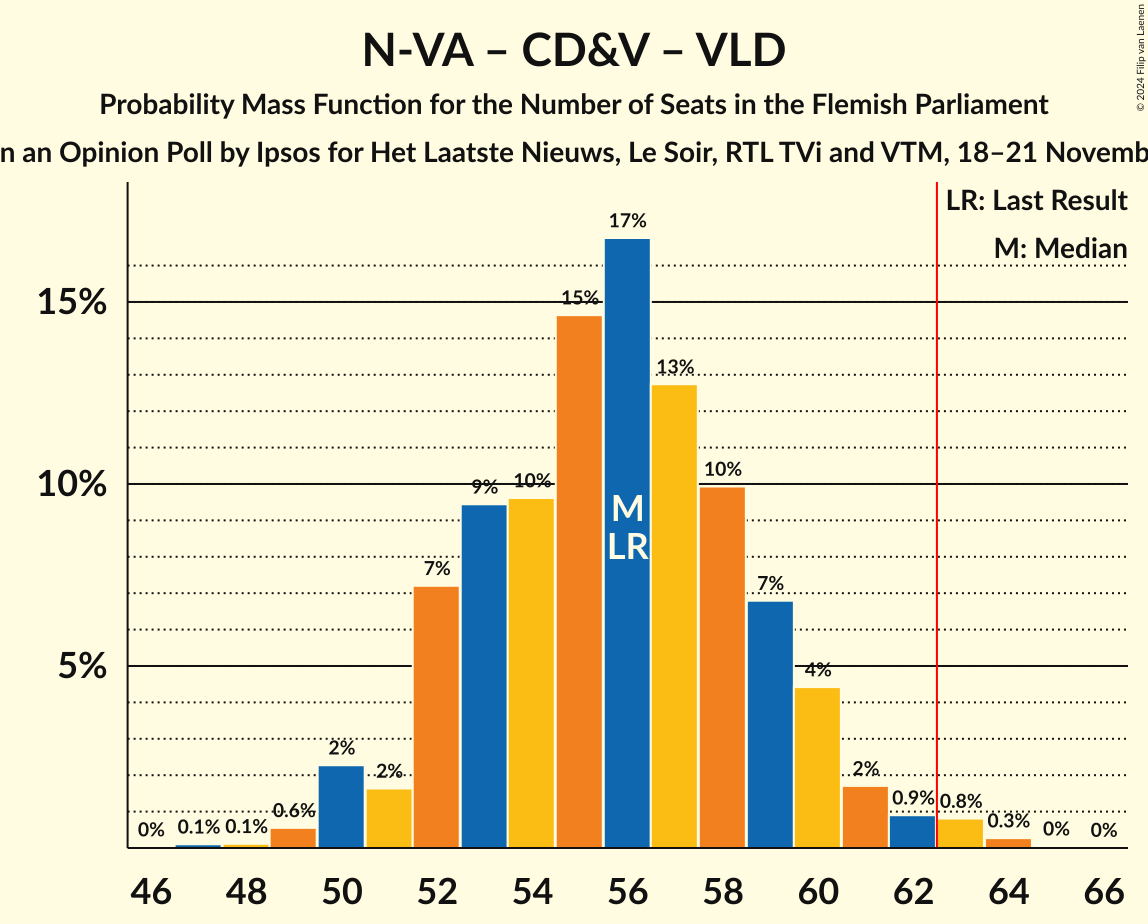 N-VA – CD&V – VLD
Probability Mass Function for the Number of Seats in the Flemish Parliament
n an Opinion Poll by Ipsos for Het Laatste Nieuws, Le Soir, RTL TVi and VTM, 18–21 Novemb
© 2024 Filip van Laenen
LR: Last Result
M: Median
15%
10%
5%
0%
0.1%
0.1%
0.6%
2%
2%
7%
9%
10%
15%
17%
13%
10%
7%
4%
2%
0.9%
0.8%
0.3%
0%
0%
M
LR
46 48 50 52 54 56 58 60 62 64 66